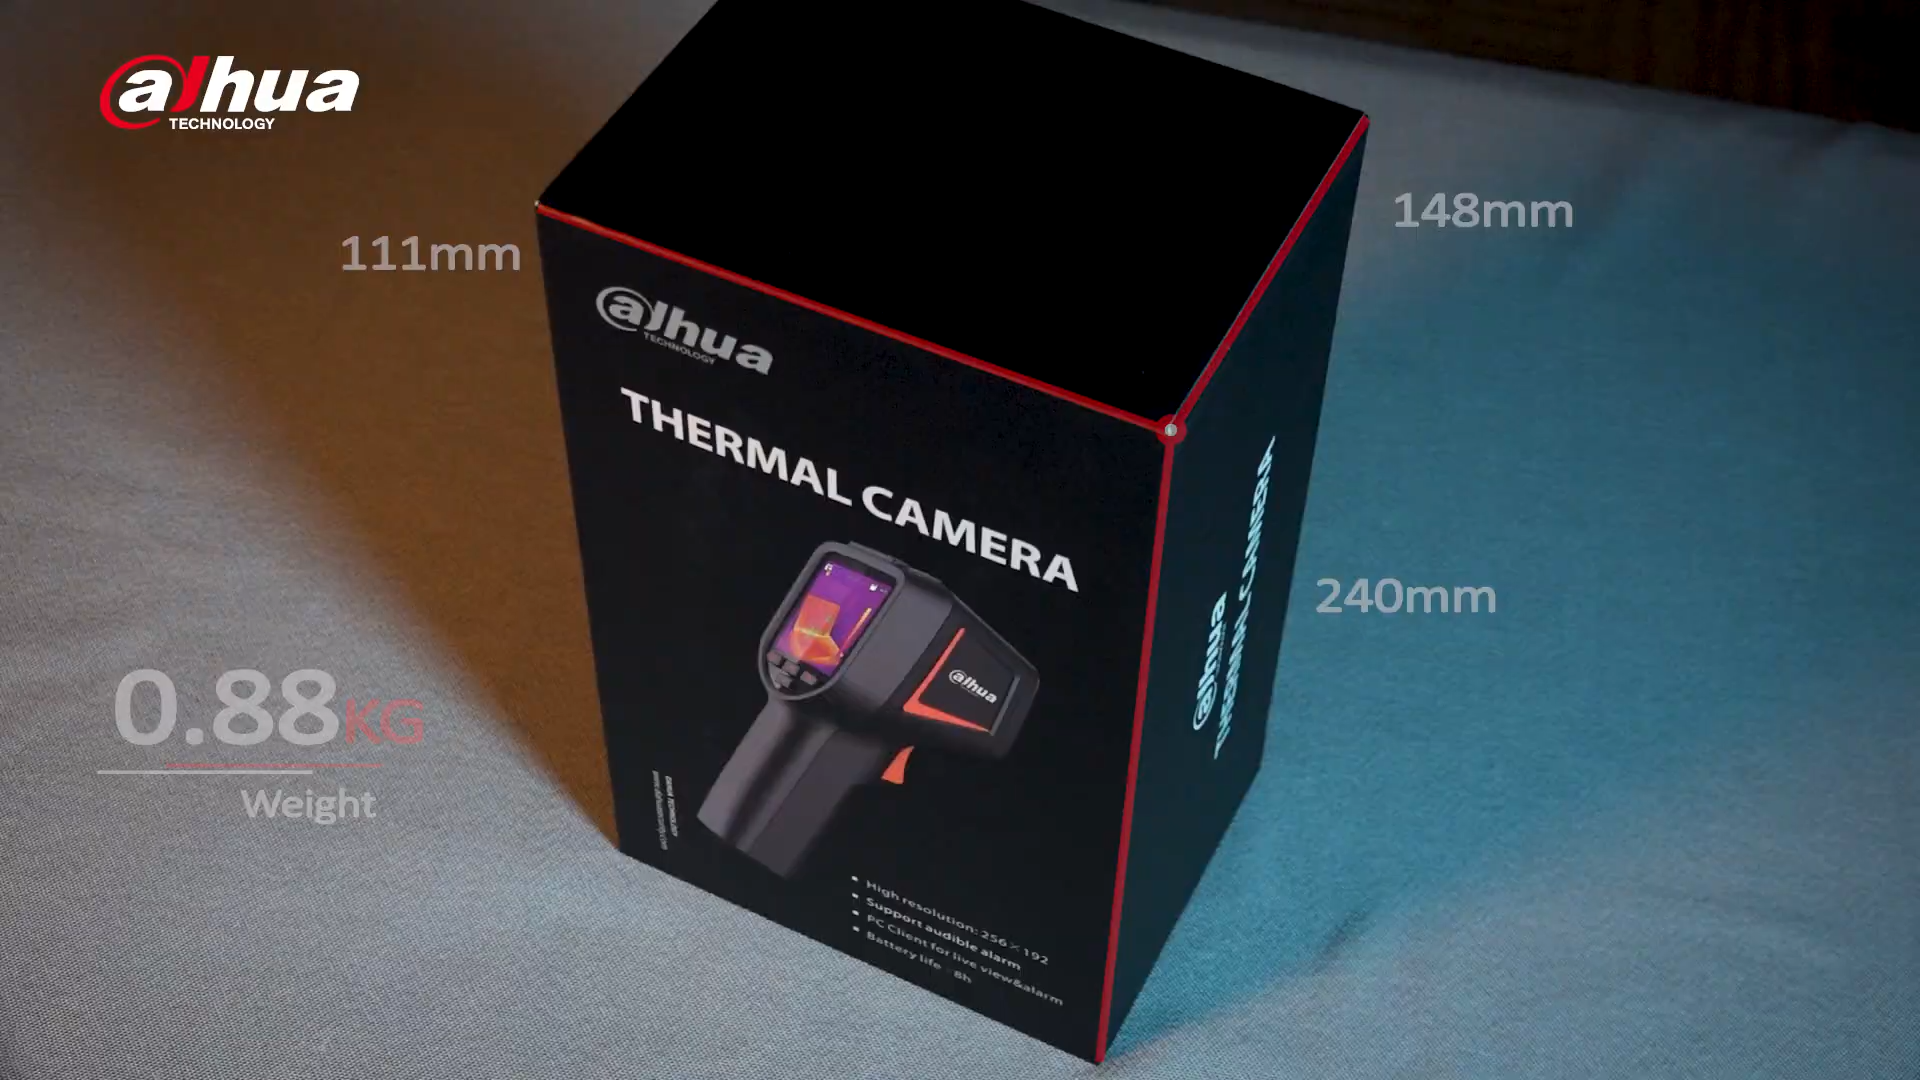 alhua
TECHNOLOGY
111mm
148mm
240mm
0.88KG
Weight
alhua
TECHNOLOGY
THERMAL CAMERA
alhua
High resolution: 256×192
Support audible alarm
PC Client for live view&alarm
Battery life 8h
alhua
THERMAL CAMERA